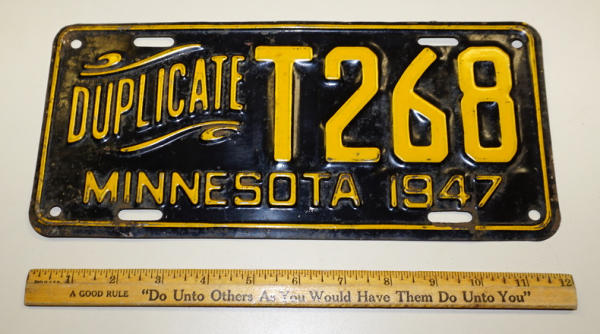 DUPLICATE T268
MINNESOTA 1947
1 2 3 4 5 6 7 8 9 10 11 12
A GOOD RULE "Do Unto Others As You Would Have Them Do Unto You"